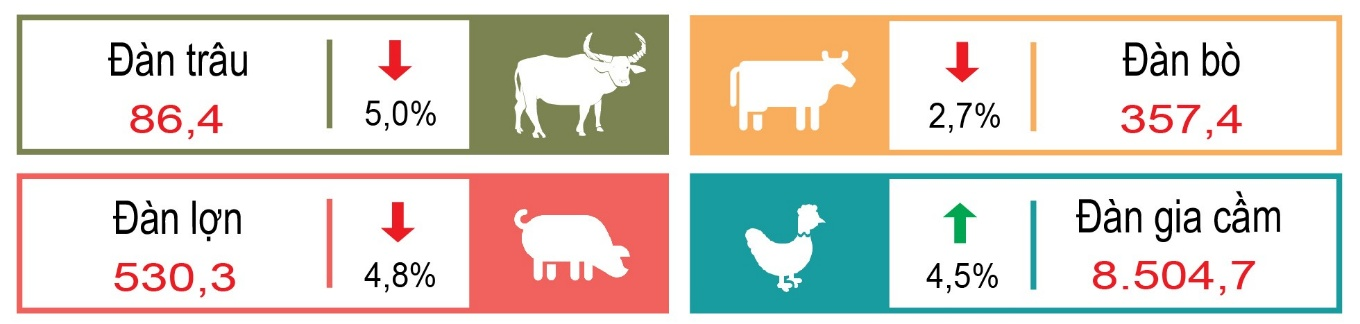 Đàn trâu
86,4
5,0%
2,7%
Đàn bò
357,4
Đàn lợn
530,3
4,8%
4,5%
Đàn gia cầm
8.504,7